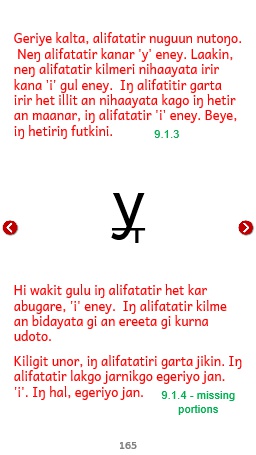 Geriye kalta, alifatatir nuguun nutoŋo.
Neŋ alifatatir kanar 'y' eney. Laakin,
neŋ alifatatir kilmeri nihaayata irir
kana 'i' gul eney. Iŋ alifatitir garta
irir het illit an nihaayata kago iŋ hetir
an maanar, iŋ alifatatir 'i' eney. Beye,
iŋ hetiriŋ futkini.
9.1.3
y
T
Hi wakit gulu iŋ alifatatir het kar
abugare, 'i' eney. Iŋ alifatatir kilme
an bidayata gi an ereeta gi kurna
udoto.
Kiligit unor, iŋ alifatatiri garta jikin. Iŋ
alifatatir lakgo jarnikgo egeriyo jan.
'i'. Iŋ hal, egeriyo jan.
9.1.4 - missing
portions
165